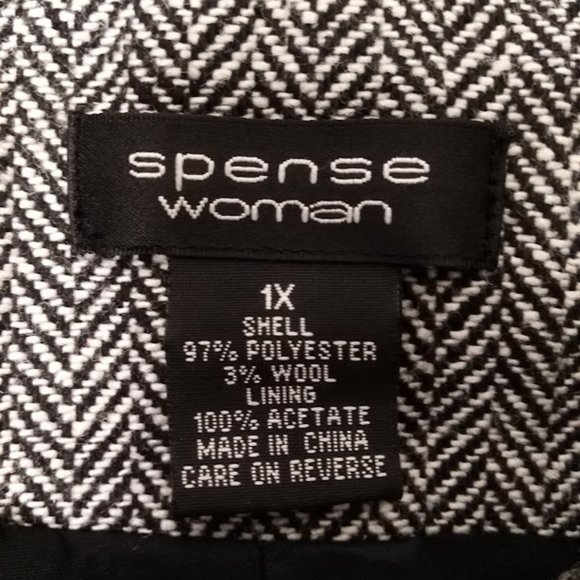 spense
woman
1X
SHELL
97% POLYESTER
3% WOOL
LINING
100% ACETATE
MADE IN CHINA
CARE ON REVERSE